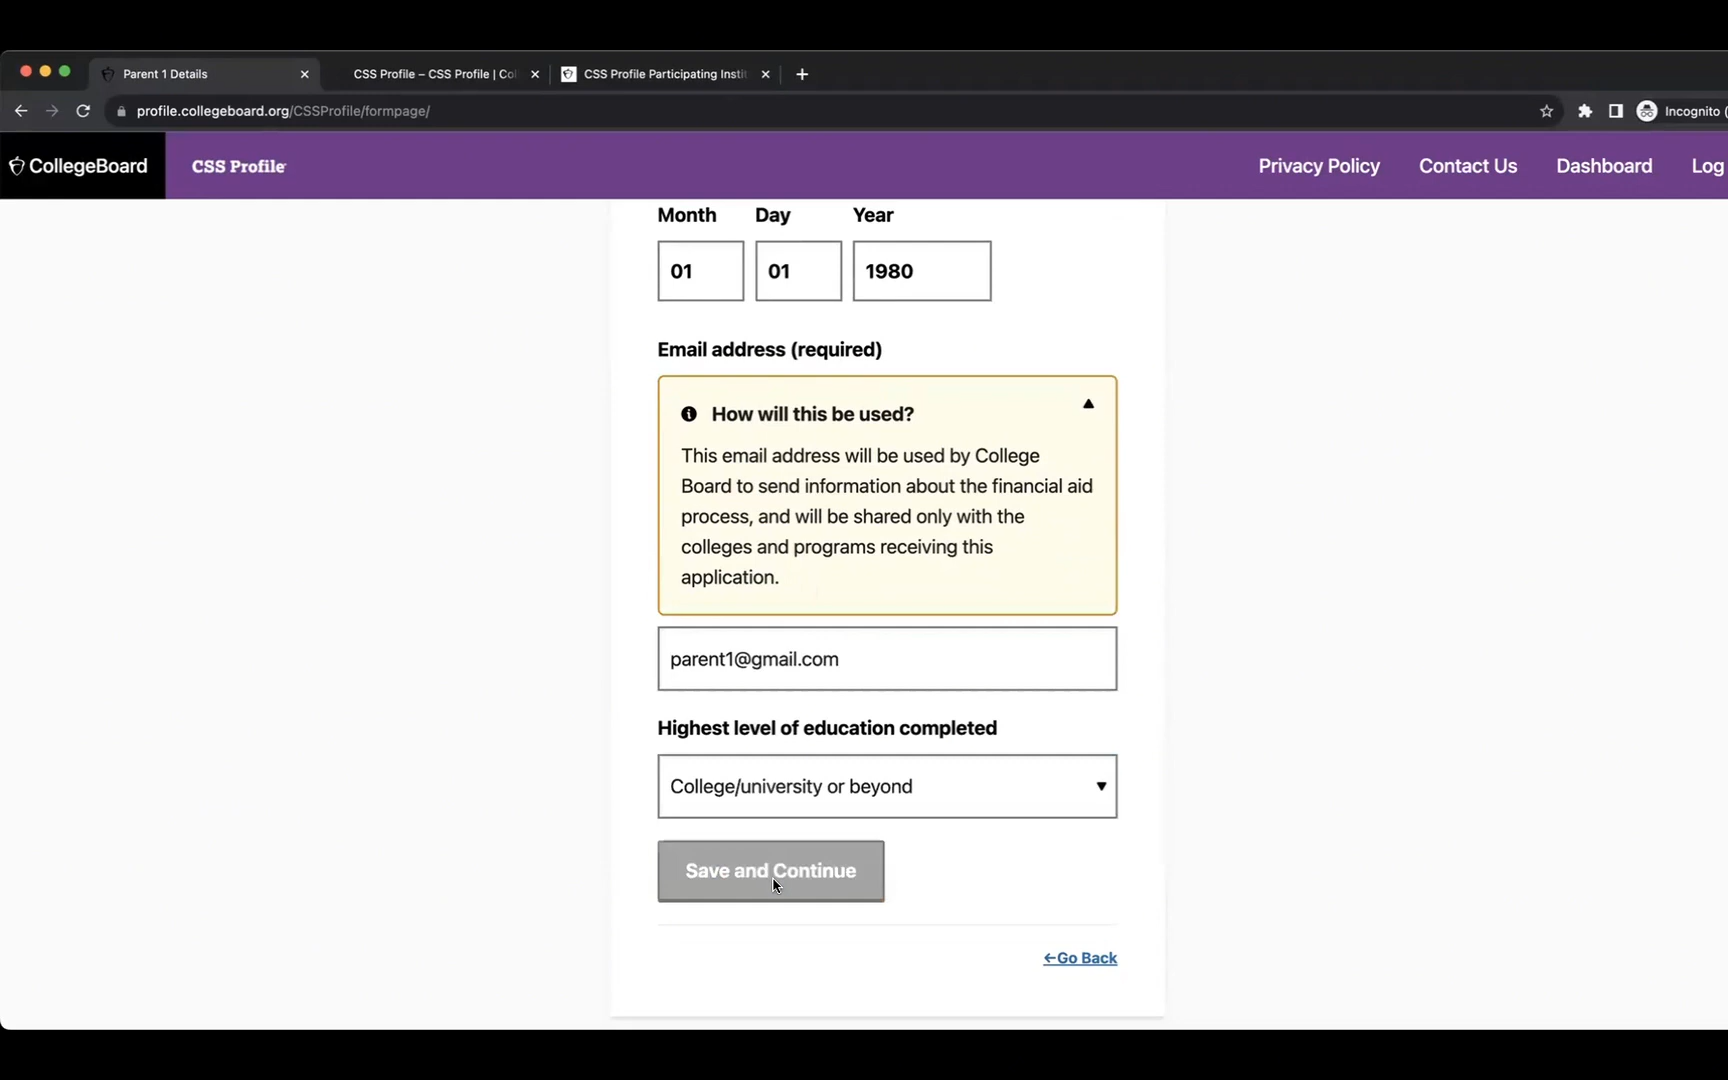 Parent 1 Details
CSS Profile – CSS Profile | Co
CSS Profile Participating Instit
profile.collegeboard.org/CSSProfile/formpage/
Incognito (
CollegeBoard
CSS Profile
Privacy Policy
Contact Us
Dashboard
Log
Month Day Year
01 01 1980
Email address (required)
How will this be used?
This email address will be used by College
Board to send information about the financial aid
process, and will be shared only with the
colleges and programs receiving this
application.
parent1@gmail.com
Highest level of education completed
College/university or beyond
Save and Continue
←Go Back